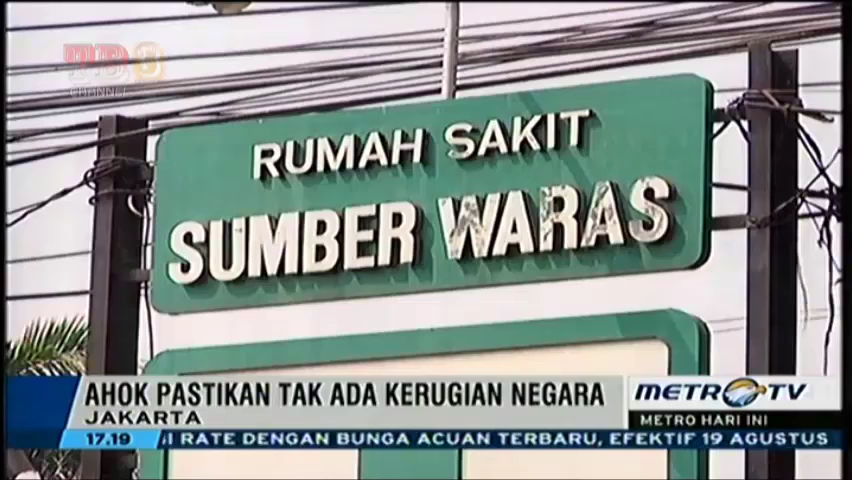 CHANNEL
RUMAH SAKIT
SUMBER WARAS
AHOK PASTIKAN TAK ADA KERUGIAN NEGARA
JAKARTA
METRO TV
METRO HARI INI
17.19
I RATE DENGAN BUNGA ACUAN TERBARU, EFEKTIF 19 AGUSTUS